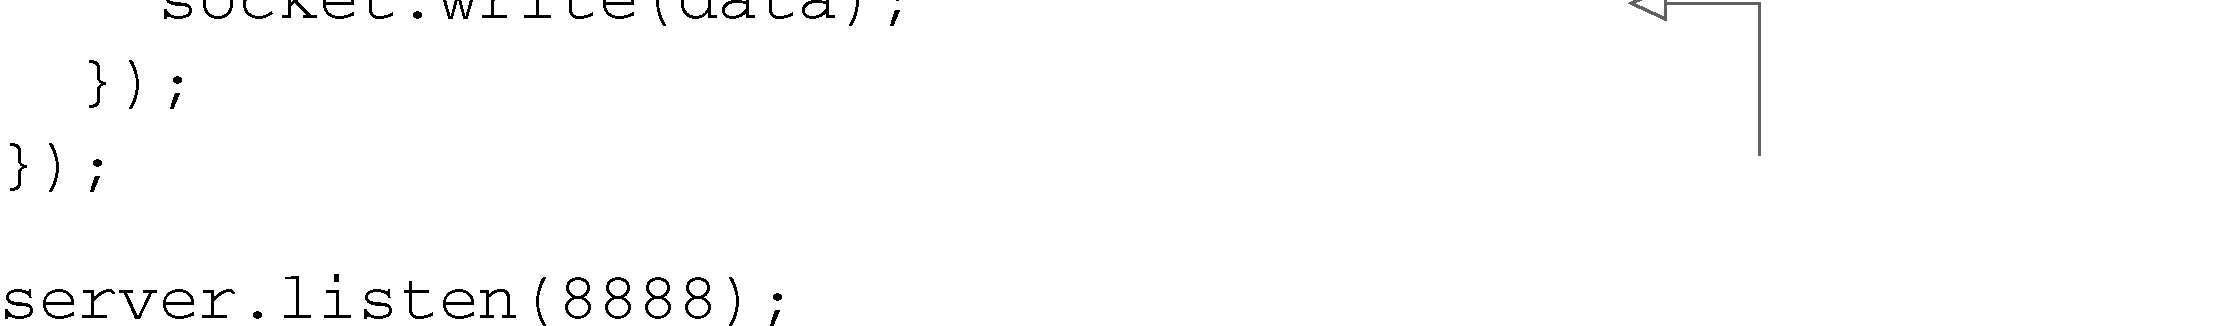 socket.write(data);
  });
});

server.listen(8888);